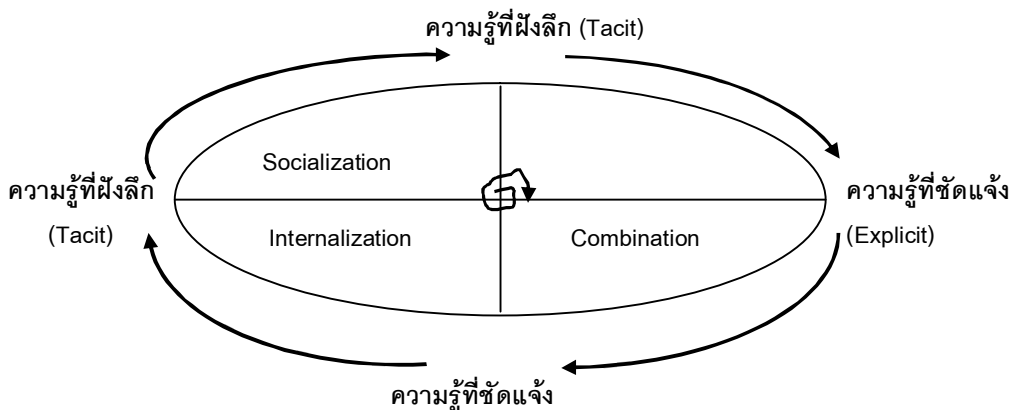 ความรู้ที่ฝังลึก (Tacit)
Socialization
ความรู้ที่ฝังลึก
(Tacit)
ความรู้ที่ชัดแจ้ง
(Explicit)
Internalization
Combination
ความรู้ที่ชัดแจ้ง